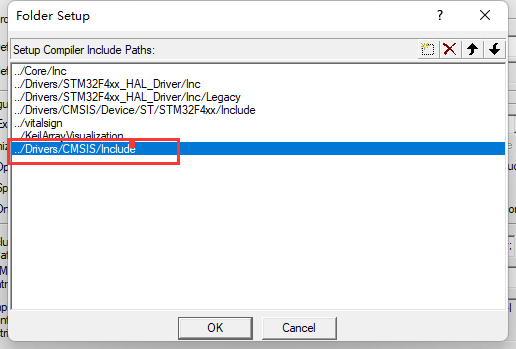 Folder Setup
?
Setup Compiler Include Paths:
../Core/Inc
../Drivers/STM32F4xx_HAL_Driver/Inc
../Drivers/STM32F4xx_HAL_Driver/Inc/Legacy
../Drivers/CMSIS/Device/ST/STM32F4xx/Include
../vitalsign
../KeilArrayVisualization
../Drivers/CMSIS/Include
OK
Cancel